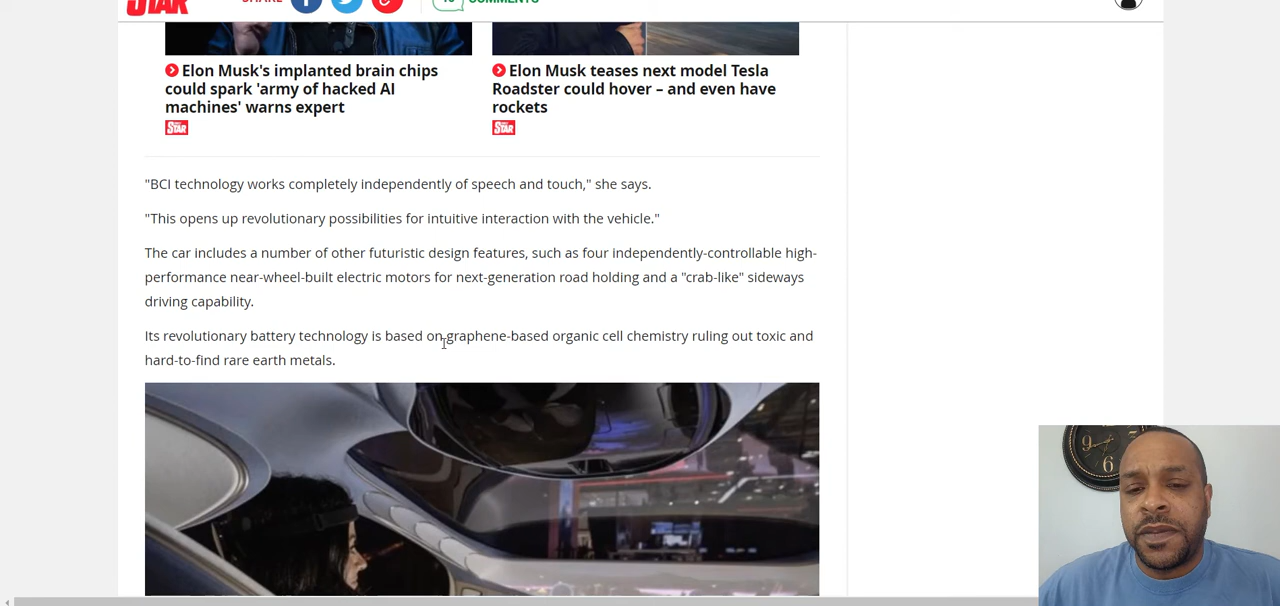 STAR
SHARE
COMMENTS
Elon Musk's implanted brain chips
could spark 'army of hacked AI
machines' warns expert
STAR
Elon Musk teases next model Tesla
Roadster could hover – and even have
rockets
STAR
"BCI technology works completely independently of speech and touch," she says.
"This opens up revolutionary possibilities for intuitive interaction with the vehicle."
The car includes a number of other futuristic design features, such as four independently-controllable high-
performance near-wheel-built electric motors for next-generation road holding and a "crab-like" sideways
driving capability.
Its revolutionary battery technology is based on graphene-based organic cell chemistry ruling out toxic and
hard-to-find rare earth metals.
9
6